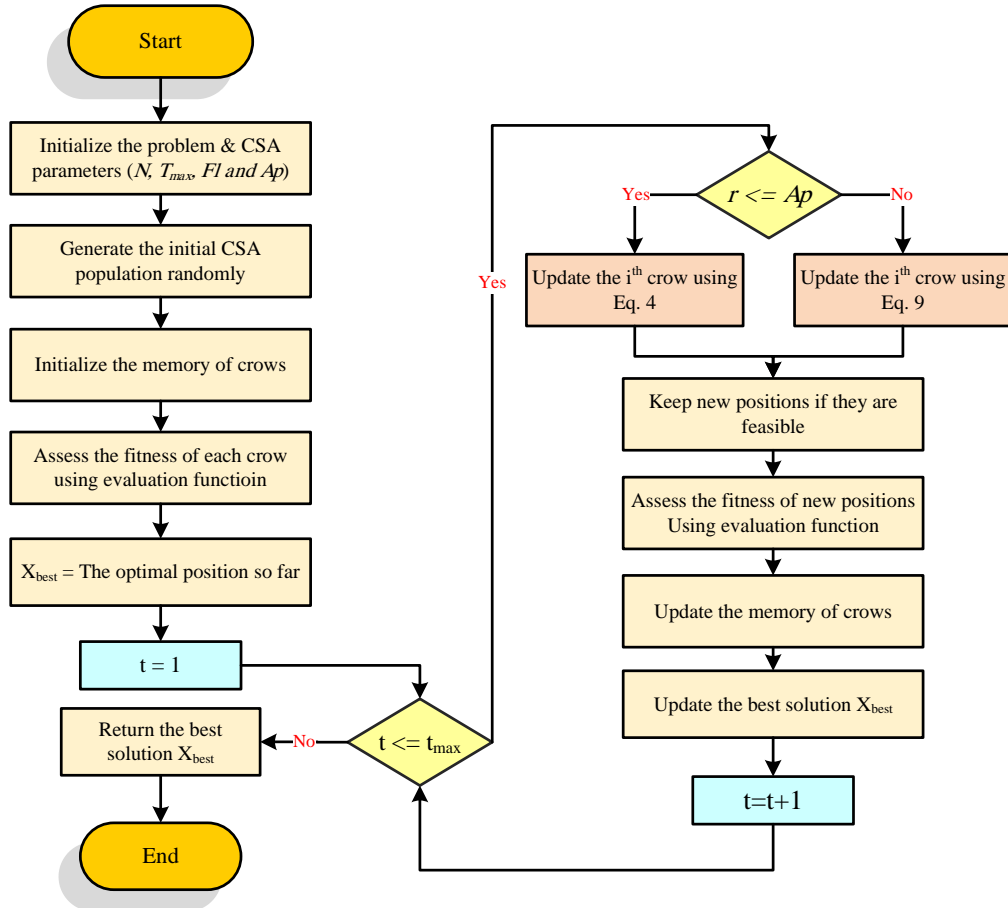 Start
Initialize the problem & CSA
parameters (N, Tmax, Fl and Ap)
Generate the initial CSA
population randomly
Initialize the memory of crows
Assess the fitness of each crow
using evaluation functioin
Xbest = The optimal position so far
t = 1
Return the best
solution Xbest
End
No
t <= tmax
Yes
r <= Ap
Yes
No
Update the ith crow using
Eq. 4
Update the ith crow using
Eq. 9
Keep new positions if they are
feasible
Assess the fitness of new positions
Using evaluation function
Update the memory of crows
Update the best solution Xbest
t=t+1